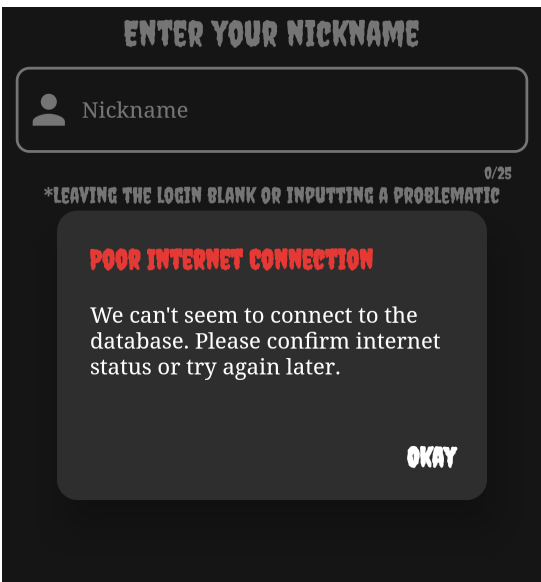 ENTER YOUR NICKNAME
Nickname
0/25
*LEAVING THE LOGIN BLANK OR INPUTTING A PROBLEMATIC
POOR INTERNET CONNECTION
We can't seem to connect to the
database. Please confirm internet
status or try again later.
OKAY